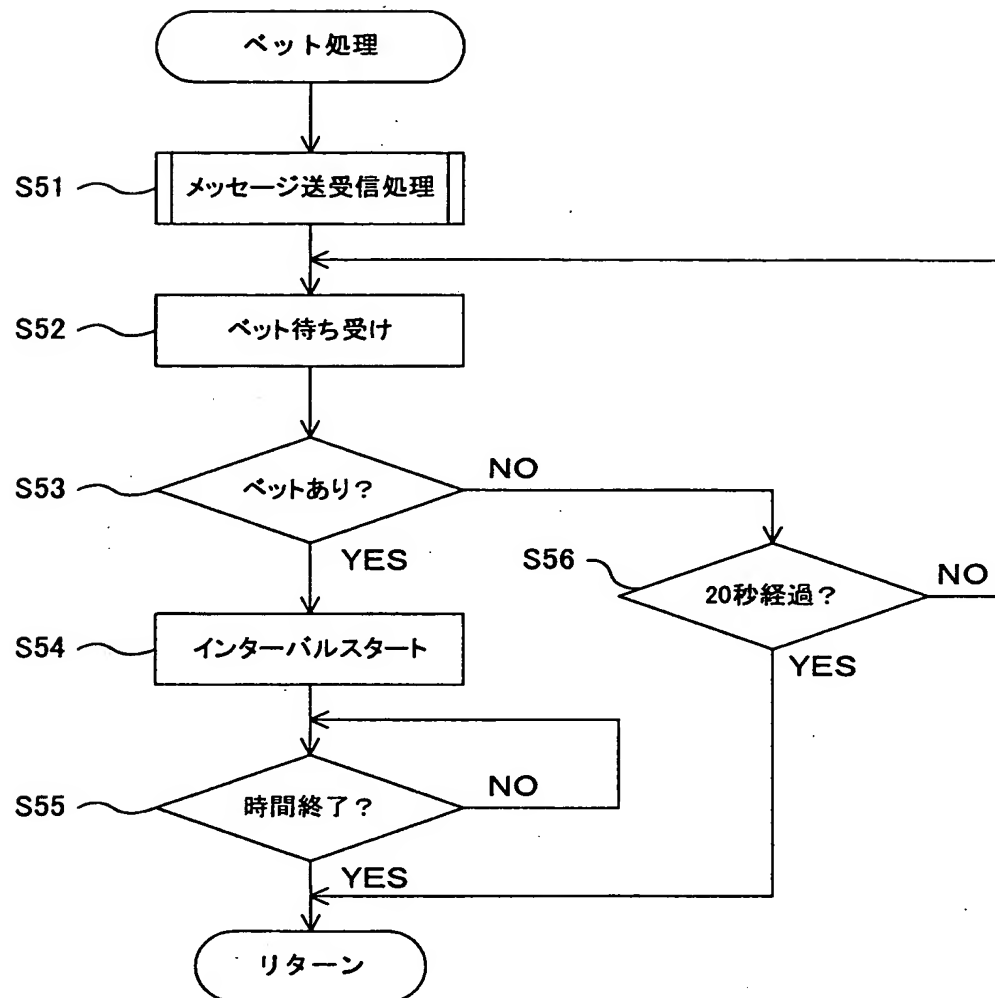 ベット処理
S51
メッセージ送受信処理
S52
ベット待ち受け
S53
ベットあり?
NO
YES
S56
20秒経過?
NO
YES
S54
インターバルスタート
S55
時間終了?
NO
YES
リターン